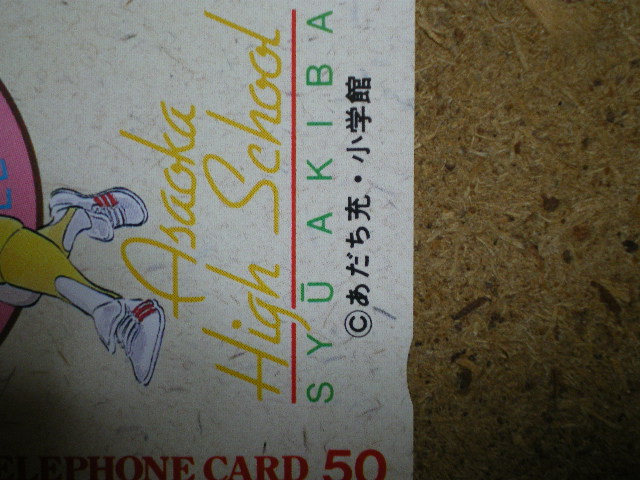 Asaoka
High School
SYŪAKIBA
©あだち充・小学館
TELEPHONE CARD 50